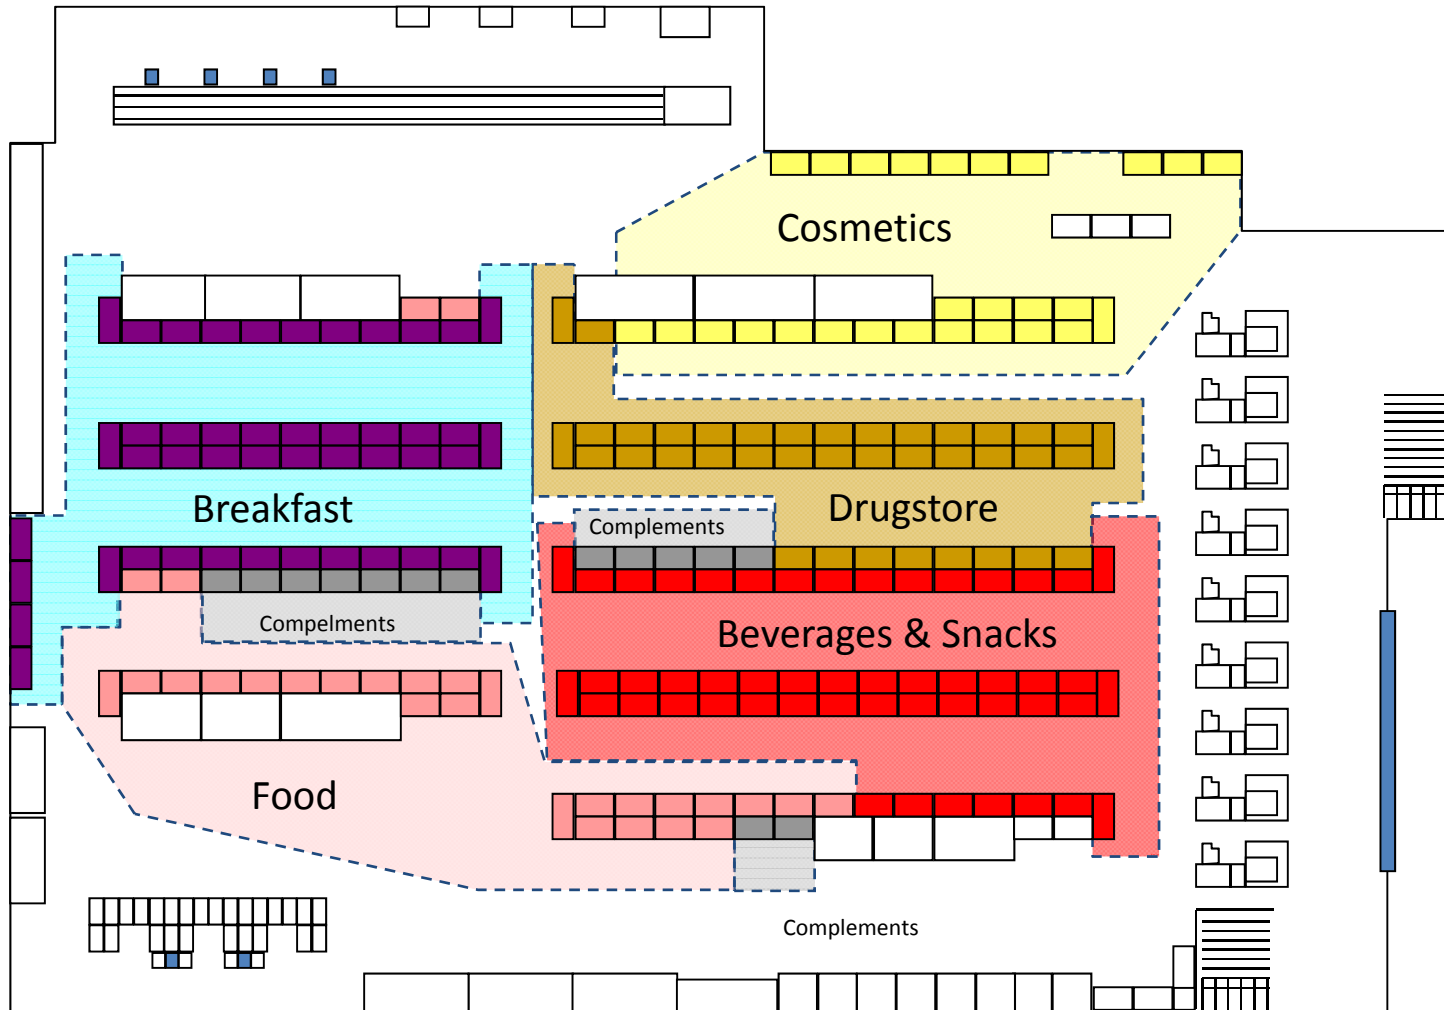 Cosmetics
Breakfast
Drugstore
Complements
Compelments
Beverages & Snacks
Food
Complements